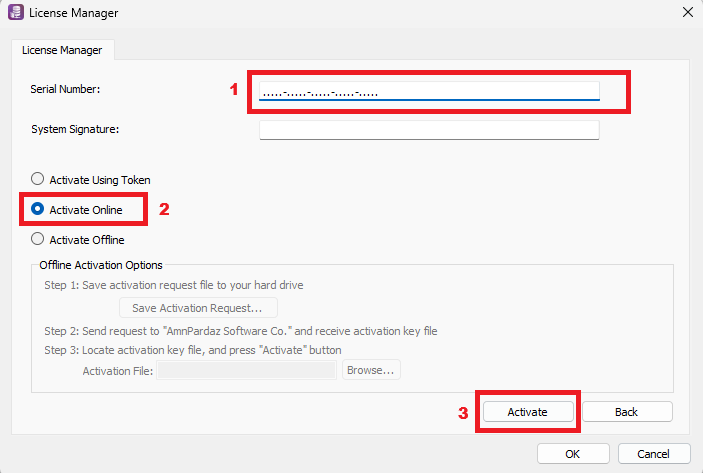 License Manager
License Manager
Serial Number:
1
.....-.....-.....-.....-.....
System Signature:
Activate Using Token
Activate Online
2
Activate Offline
Offline Activation Options
Step 1: Save activation request file to your hard drive
Save Activation Request...
Step 2: Send request to "AmnPardaz Software Co." and receive activation key file
Step 3: Locate activation key file, and press "Activate" button
Activation File:
Browse...
3
Activate
Back
OK
Cancel